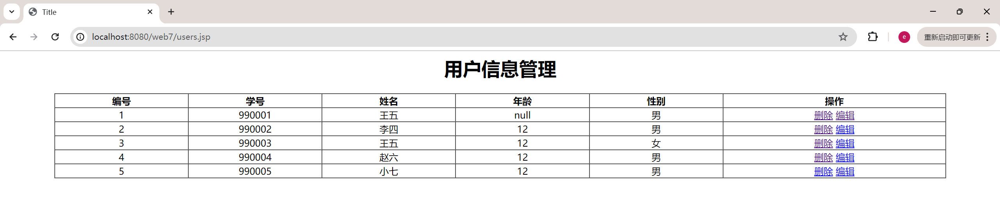 Title
localhost:8080/web7/users.jsp
e
重新启动即可更新
用户信息管理
编号 学号 姓名 年龄 性别 操作
1 990001 王五 null 男 删除 编辑
2 990002 李四 12 男 删除 编辑
3 990003 王五 12 女 删除 编辑
4 990004 赵六 12 男 删除 编辑
5 990005 小七 12 男 删除 编辑